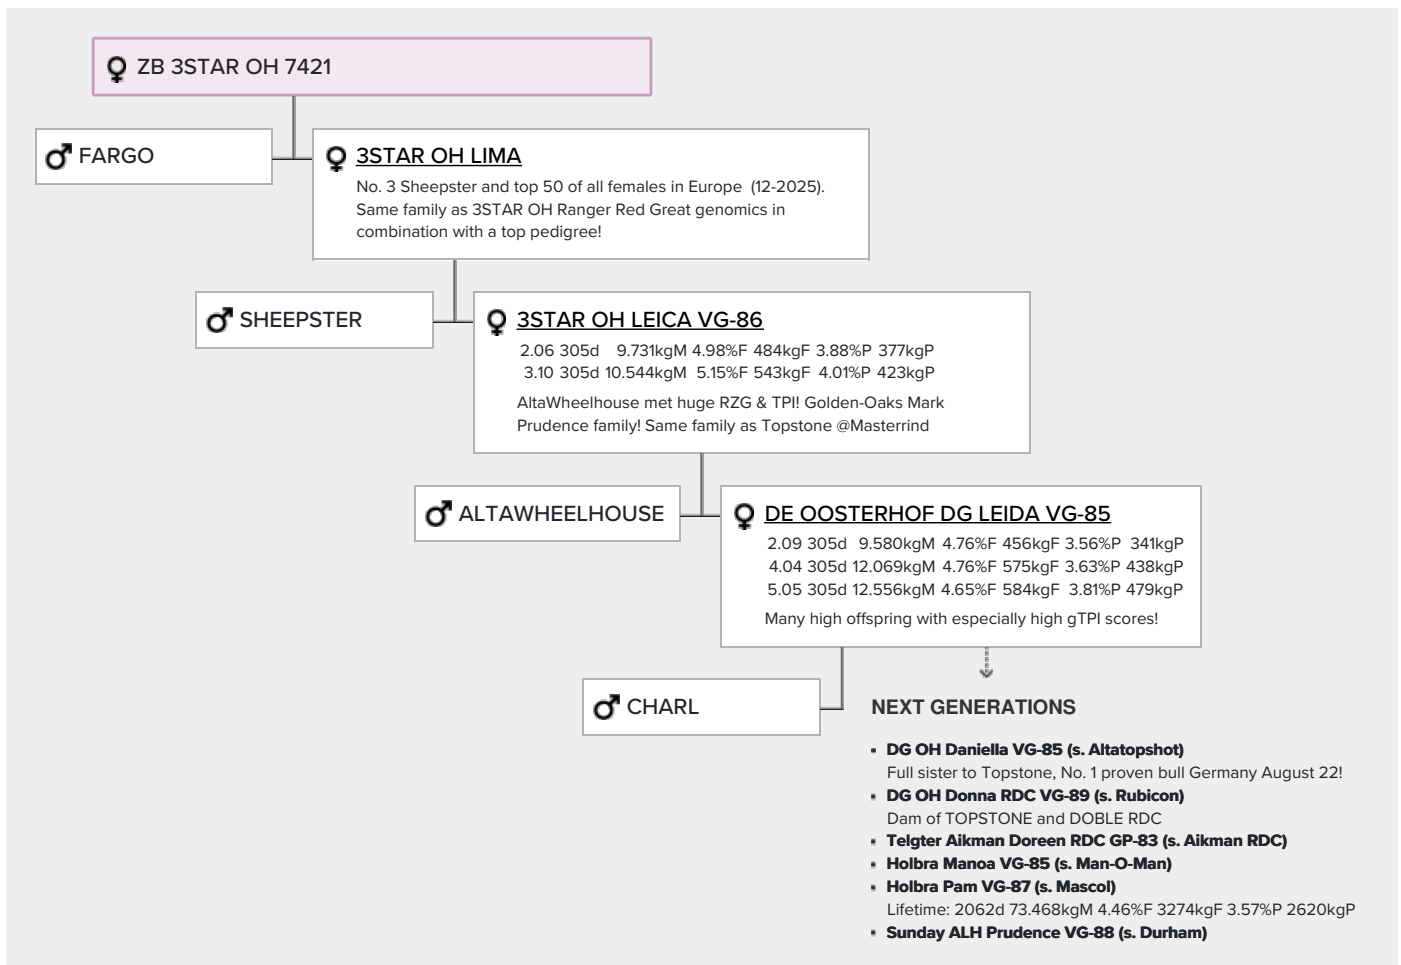 ZB 3STAR OH 7421
FARGO
3STAR OH LIMA
No. 3 Sheepster and top 50 of all females in Europe (12-2025).
Same family as 3STAR OH Ranger Red Great genomics in
combination with a top pedigree!
SHEEPSTER
3STAR OH LEICA VG-86
2.06 305d 9.731kgM 4.98%F 484kgF 3.88%P 377kgP
3.10 305d 10.544kgM 5.15%F 543kgF 4.01%P 423kgP
AltaWheelhouse met huge RZG & TPI! Golden-Oaks Mark
Prudence family! Same family as Topstone @Masterrind
ALTAWHEELHOUSE
DE OOSTERHOF DG LEIDA VG-85
2.09 305d 9.580kgM 4.76%F 456kgF 3.56%P 341kgP
4.04 305d 12.069kgM 4.76%F 575kgF 3.63%P 438kgP
5.05 305d 12.556kgM 4.65%F 584kgF 3.81%P 479kgP
Many high offspring with especially high gTPI scores!
CHARL
NEXT GENERATIONS
DG OH Daniella VG-85 (s. Altatopshot)
Full sister to Topstone, No. 1 proven bull Germany August 22!
DG OH Donna RDC VG-89 (s. Rubicon)
Dam of TOPSTONE and DOBLE RDC
Telgter Aikman Doreen RDC GP-83 (s. Aikman RDC)
Holbra Manoa VG-85 (s. Man-O-Man)
Holbra Pam VG-87 (s. Mascol)
Lifetime: 2062d 73.468kgM 4.46%F 3274kgF 3.57%P 2620kgP
Sunday ALH Prudence VG-88 (s. Durham)